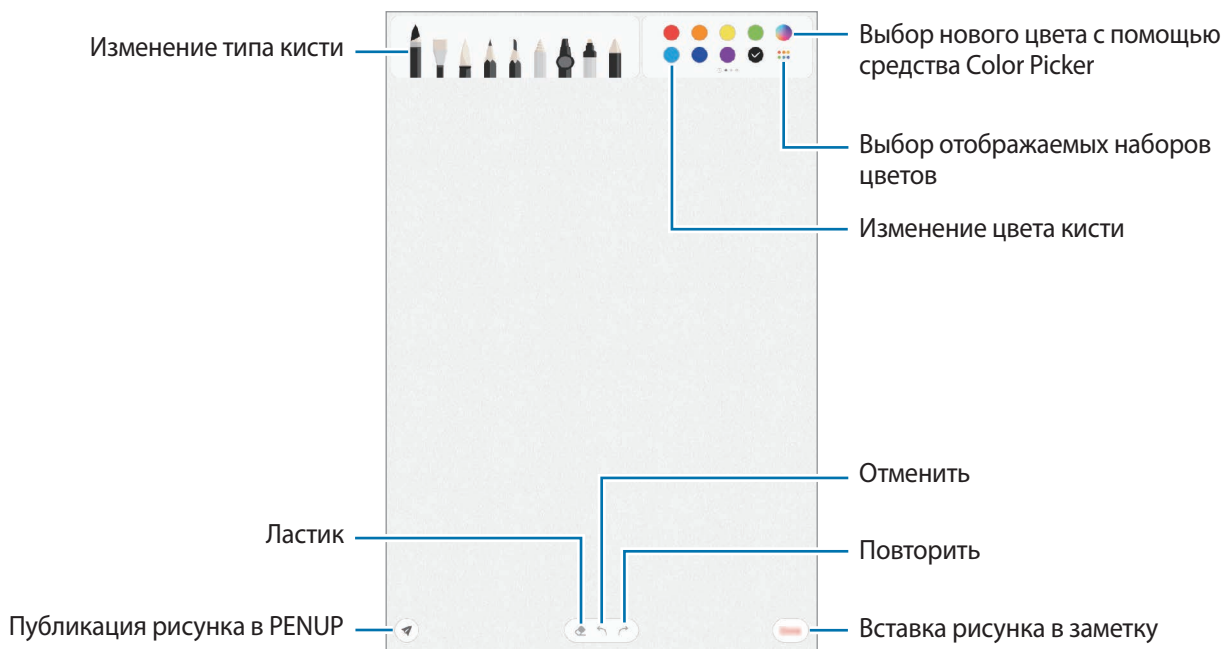 Изменение типа кисти
Выбор нового цвета с помощью
средства Color Picker
Выбор отображаемых наборов
цветов
Изменение цвета кисти
Отменить
Ластик
Повторить
Публикация рисунка в PENUP
Вставка рисунка в заметку